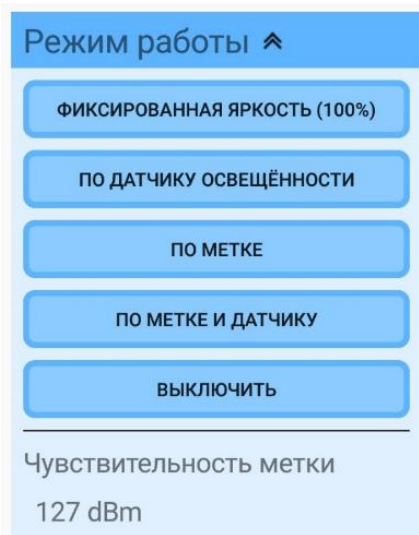 Режим работы
ФИКСИРОВАННАЯ ЯРКОСТЬ (100%)
ПО ДАТЧИКУ ОСВЕЩЁННОСТИ
ПО МЕТКЕ
ПО МЕТКЕ И ДАТЧИКУ
ВЫКЛЮЧИТЬ
Чувствительность метки
127 dBm